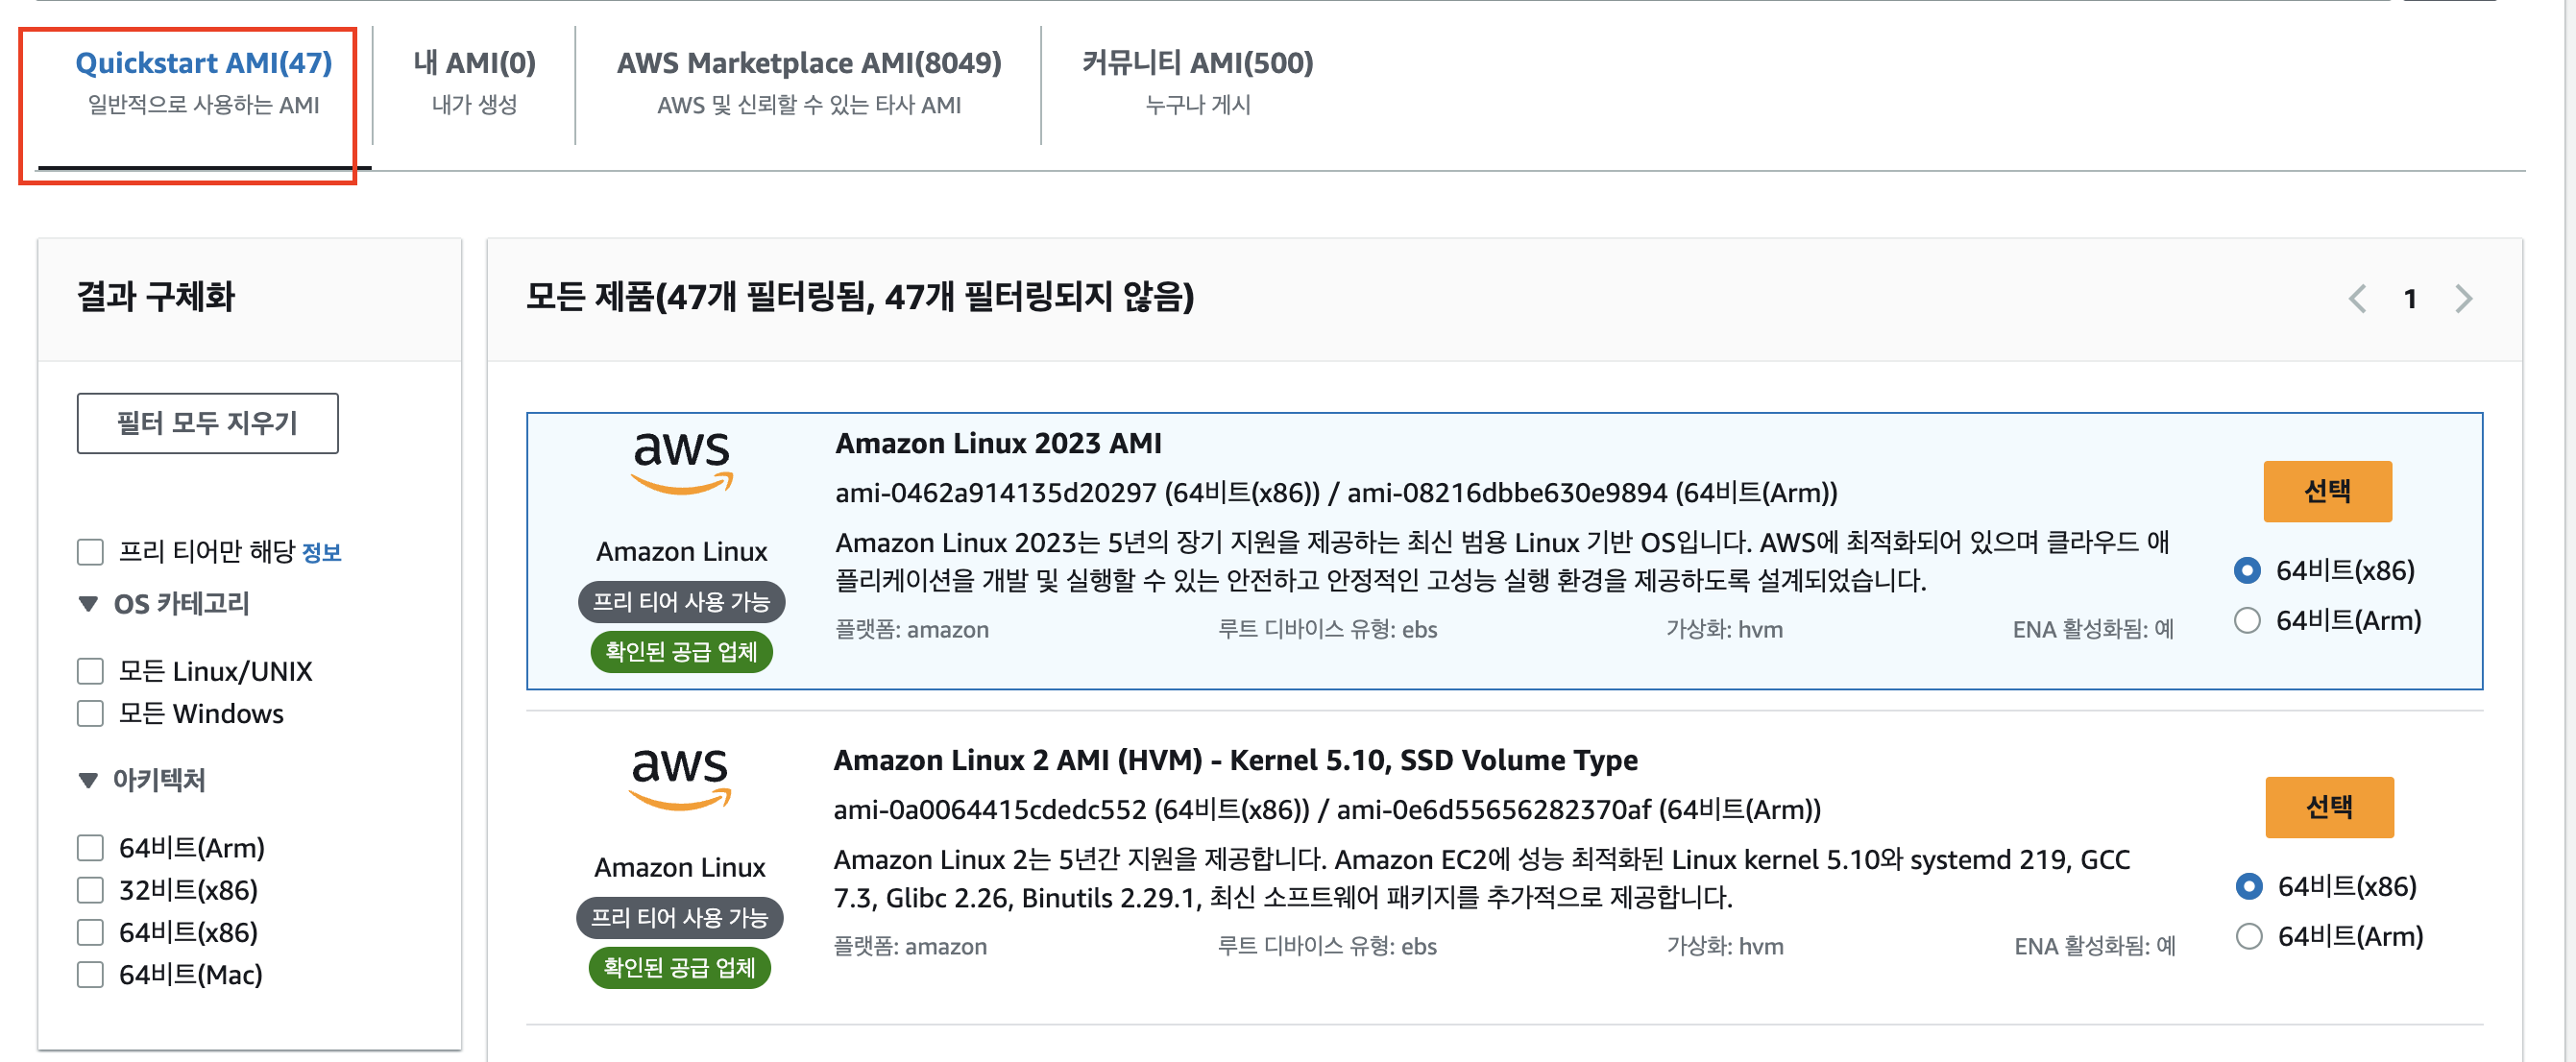 Quickstart AMI(47)
일반적으로 사용하는 AMI
내 AMI(0)
내가 생성
AWS Marketplace AMI(8049)
AWS 및 신뢰할 수 있는 타사 AMI
커뮤니티 AMI(500)
누구나 게시
결과 구체화
필터 모두 지우기
프리 티어만 해당 정보
OS 카테고리
모든 Linux/UNIX
모든 Windows
아키텍처
64비트(Arm)
32비트(x86)
64비트(x86)
64비트(Mac)
모든 제품(47개 필터링됨, 47개 필터링되지 않음)
1
aws
Amazon Linux
프리 티어 사용 가능
확인된 공급 업체
Amazon Linux 2023 AMI
ami-0462a914135d20297 (64비트(x86)) / ami-08216dbbe630e9894 (64비트(Arm))
Amazon Linux 2023는 5년의 장기 지원을 제공하는 최신 범용 Linux 기반 OS입니다. AWS에 최적화되어 있으며 클라우드 애
플리케이션을 개발 및 실행할 수 있는 안전하고 안정적인 고성능 실행 환경을 제공하도록 설계되었습니다.
플랫폼: amazon
루트 디바이스 유형: ebs
가상화: hvm
ENA 활성화됨: 예
선택
64비트(x86)
64비트(Arm)
aws
Amazon Linux
프리 티어 사용 가능
확인된 공급 업체
Amazon Linux 2 AMI (HVM) - Kernel 5.10, SSD Volume Type
ami-0a0064415cdedc552 (64비트(x86)) / ami-0e6d55656282370af (64비트(Arm))
Amazon Linux 2는 5년간 지원을 제공합니다. Amazon EC2에 성능 최적화된 Linux kernel 5.10와 systemd 219, GCC
7.3, Glibc 2.26, Binutils 2.29.1, 최신 소프트웨어 패키지를 추가적으로 제공합니다.
플랫폼: amazon
루트 디바이스 유형: ebs
가상화: hvm
ENA 활성화됨: 예
선택
64비트(x86)
64비트(Arm)